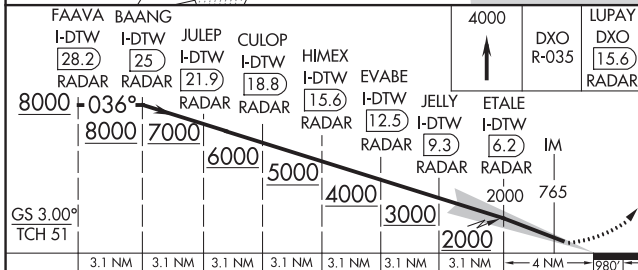 FAAVA
I-DTW
28.2
RADAR
BAANG
I-DTW
25
RADAR
JULEP
I-DTW
21.9
RADAR
CULOP
I-DTW
18.8
RADAR
HIMEX
I-DTW
15.6
RADAR
EVABE
I-DTW
12.5
RADAR
JELLY
I-DTW
9.3
RADAR
ETALE
I-DTW
6.2
RADAR
IM
4000
DXO
R-035
LUPAY
DXO
15.6
RADAR
8000
036°
8000
7000
6000
5000
4000
3000
2000
2000
765
GS 3.00°
TCH 51
3.1 NM
3.1 NM
3.1 NM
3.1 NM
3.1 NM
3.1 NM
3.1 NM
4 NM
980'